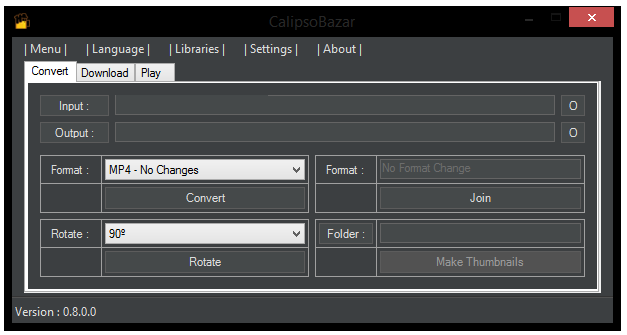 CalipsoBazar
| Menu | | Language | | Libraries | | Settings | | About |
Convert Download Play
Input : O
Output : O
Format : MP4 - No Changes Format : No Format Change
Convert Join
Rotate : 90º Folder :
Rotate Make Thumbnails
Version : 0.8.0.0